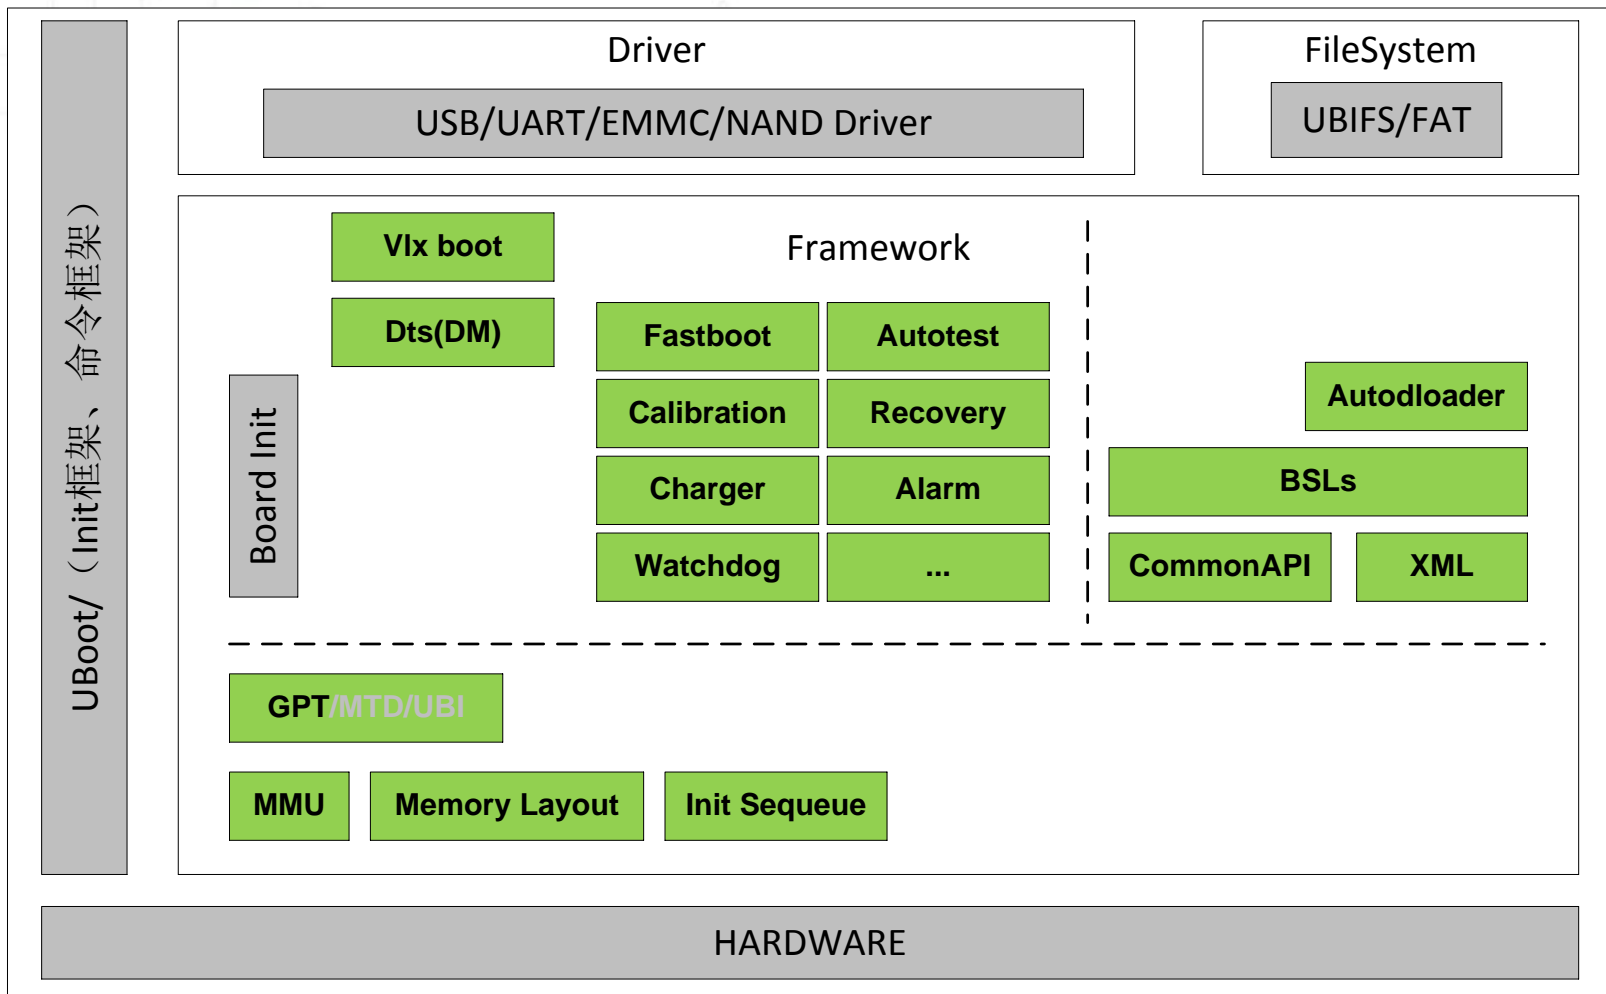 Driver
USB/UART/EMMC/NAND Driver
FileSystem
UBIFS/FAT
UBoot/（Init框架、命令框架）
Framework
Vlx boot
Dts(DM)
Board Init
Fastboot
Autotest
Calibration
Recovery
Charger
Alarm
Watchdog
...
Autodloader
BSLs
CommonAPI
XML
GPT/MTD/UBI
MMU
Memory Layout
Init Sequeue
HARDWARE